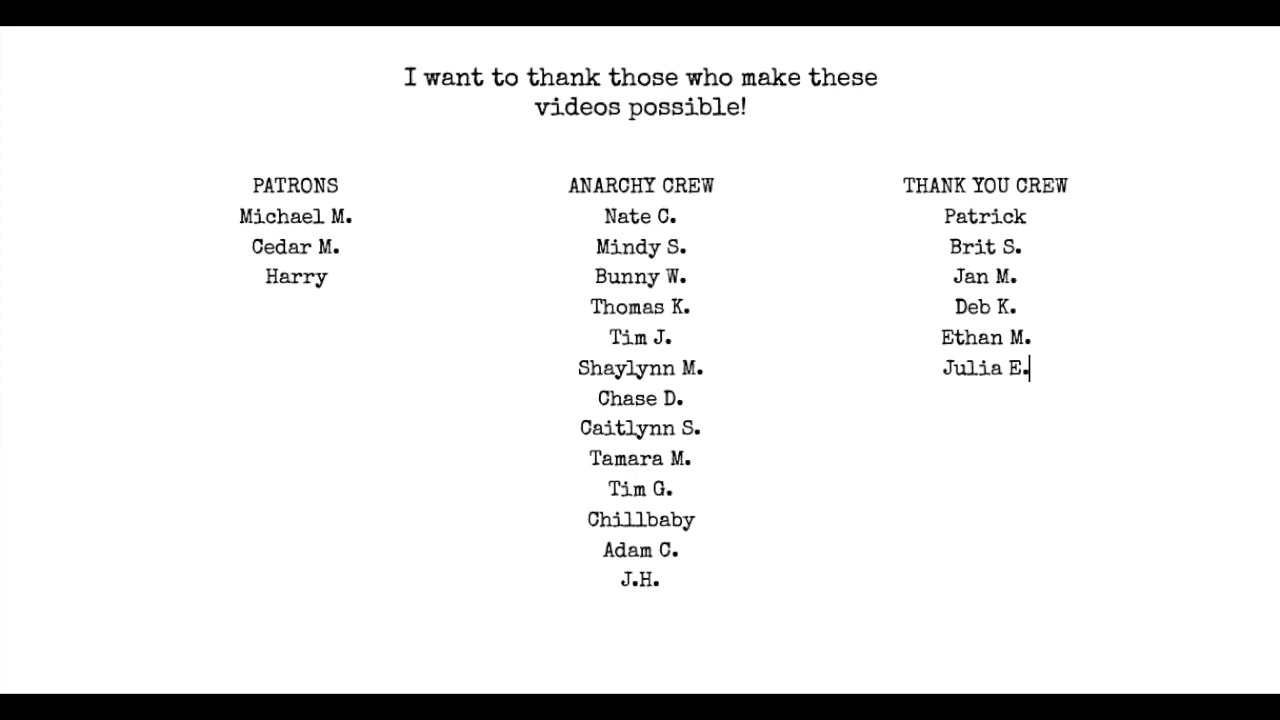 I want to thank those who make these
videos possible!
PATRONS
Michael M.
Cedar M.
Harry
ANARCHY CREW
Nate C.
Mindy S.
Bunny W.
Thomas K.
Tim J.
Shaylynn M.
Chase D.
Caitlynn S.
Tamara M.
Tim G.
Chillbaby
Adam C.
J.H.
THANK YOU CREW
Patrick
Brit S.
Jan M.
Deb K.
Ethan M.
Julia E.